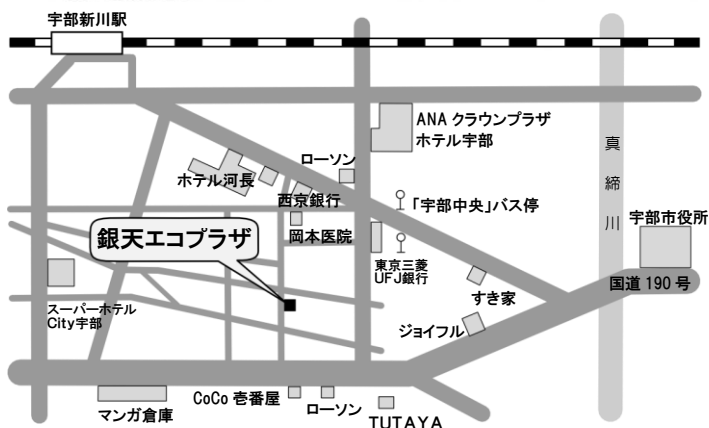 宇部新川駅
ANA クラウンプラザ
ホテル宇部
ローソン
ホテル河長
西京銀行
「宇部中央」バス停
岡本医院
銀天エコプラザ
東京三菱
UFJ銀行
真締川
宇部市役所
国道 190 号
スーパーホテル
City宇部
すき家
ジョイフル
マンガ倉庫
CoCo 壱番屋
ローソン
TUTAYA